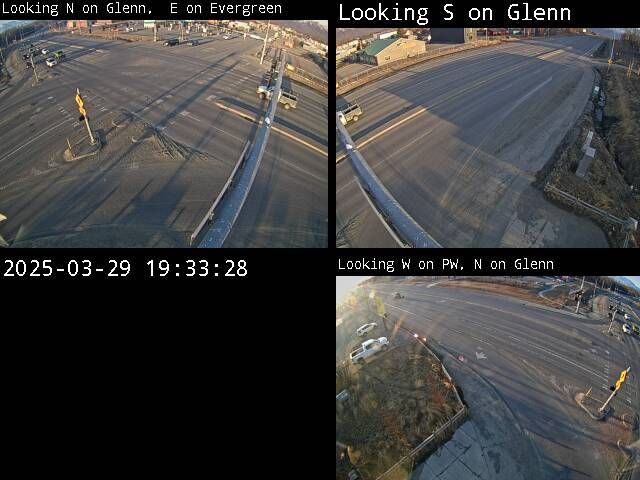 Looking N on Glenn,  E on Evergreen
Looking S on Glenn
2025-03-29 19:33:28
Looking W on PW, N on Glenn